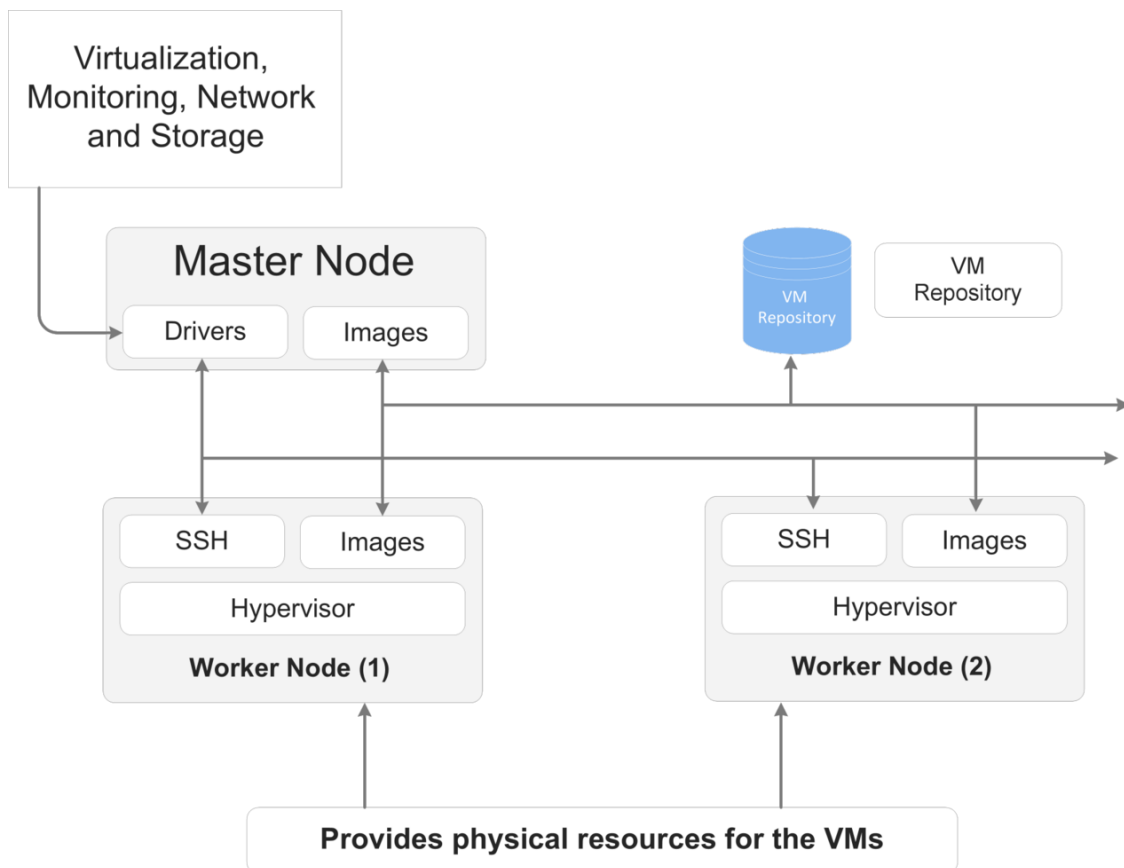 Virtualization,
Monitoring, Network
and Storage
Master Node
Drivers
Images
VM
Repository
VM
Repository
SSH
Images
Hypervisor
Worker Node (1)
SSH
Images
Hypervisor
Worker Node (2)
Provides physical resources for the VMs